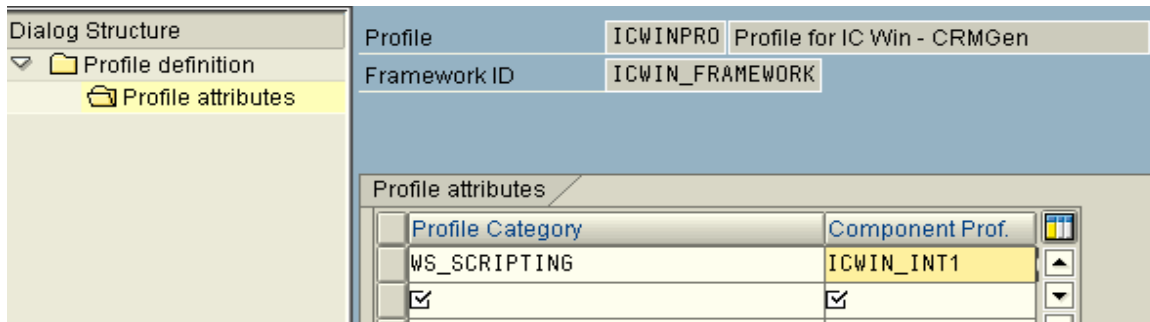 Dialog Structure
Profile definition
Profile attributes
Profile ICWINPRO Profile for IC Win - CRMGen
Framework ID ICWIN_FRAMEWORK
Profile attributes
Profile Category Component Prof.
WS_SCRIPTING ICWIN_INT1